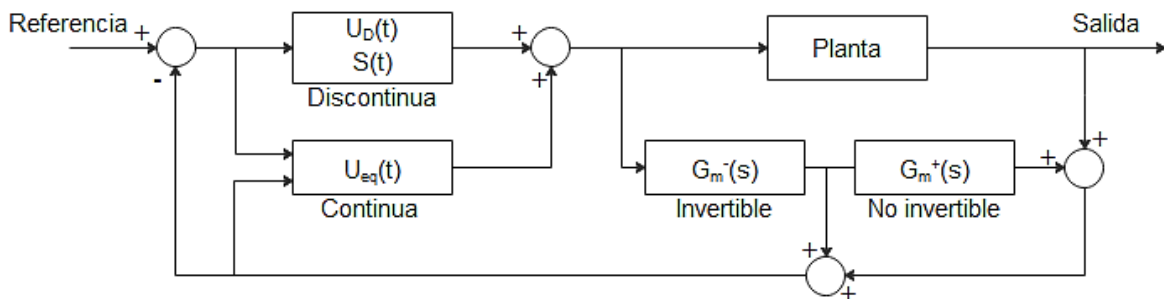 Referencia
+
-
U_D(t)
S(t)
Discontinua
U_eq(t)
Continua
+
+
Planta
Salida
G_m^-(s)
Invertible
G_m^+(s)
No invertible
+
+
+
+